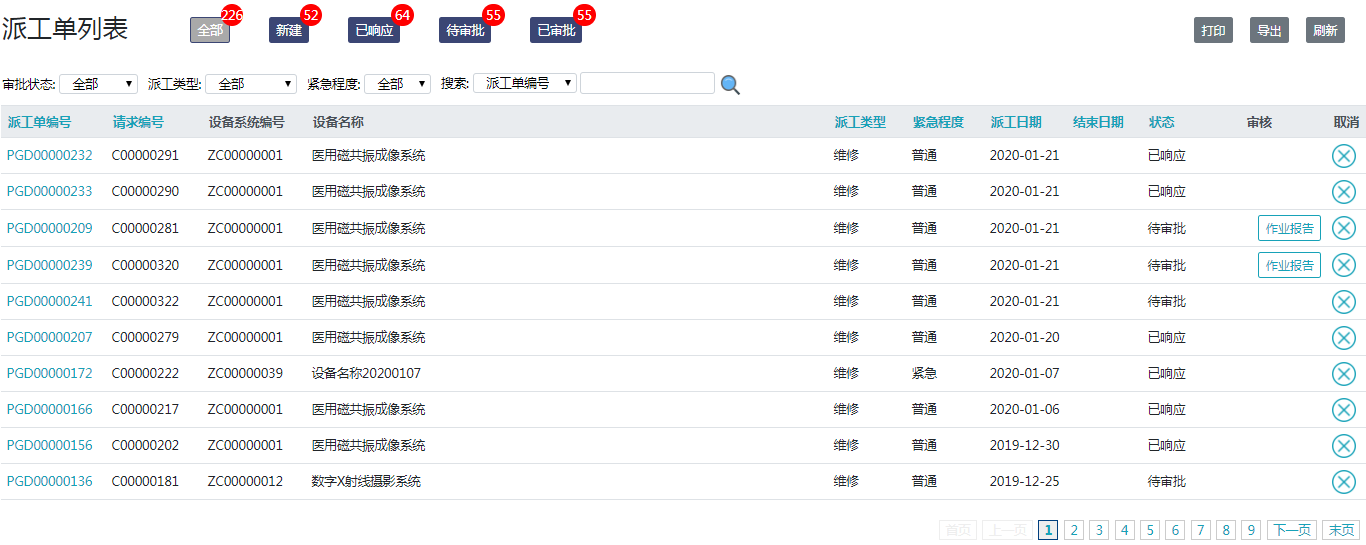 派工单列表 全部 226 新建 52 已响应 64 待审批 55 已审批 55 打印 导出 刷新
审批状态: 全部 派工类型: 全部 紧急程度: 全部 搜索: 派工单编号
派工单编号 请求编号 设备系统编号 设备名称 派工类型 紧急程度 派工日期 结束日期 状态 审核 取消
PGD00000232 C00000291 ZC00000001 医用磁共振成像系统 维修 普通 2020-01-21 已响应
PGD00000233 C00000290 ZC00000001 医用磁共振成像系统 维修 普通 2020-01-21 已响应
PGD00000209 C00000281 ZC00000001 医用磁共振成像系统 维修 普通 2020-01-21 待审批 作业报告
PGD00000239 C00000320 ZC00000001 医用磁共振成像系统 维修 普通 2020-01-21 待审批 作业报告
PGD00000241 C00000322 ZC00000001 医用磁共振成像系统 维修 普通 2020-01-21 待审批
PGD00000207 C00000279 ZC00000001 医用磁共振成像系统 维修 普通 2020-01-20 已响应
PGD00000172 C00000222 ZC00000039 设备名称20200107 维修 紧急 2020-01-07 已响应
PGD00000166 C00000217 ZC00000001 医用磁共振成像系统 维修 普通 2020-01-06 已响应
PGD00000156 C00000202 ZC00000001 医用磁共振成像系统 维修 普通 2019-12-30 已响应
PGD00000136 C00000181 ZC00000012 数字X射线摄影系统 维修 普通 2019-12-25 待审批
首页 上一页 1 2 3 4 5 6 7 8 9 下一页 末页